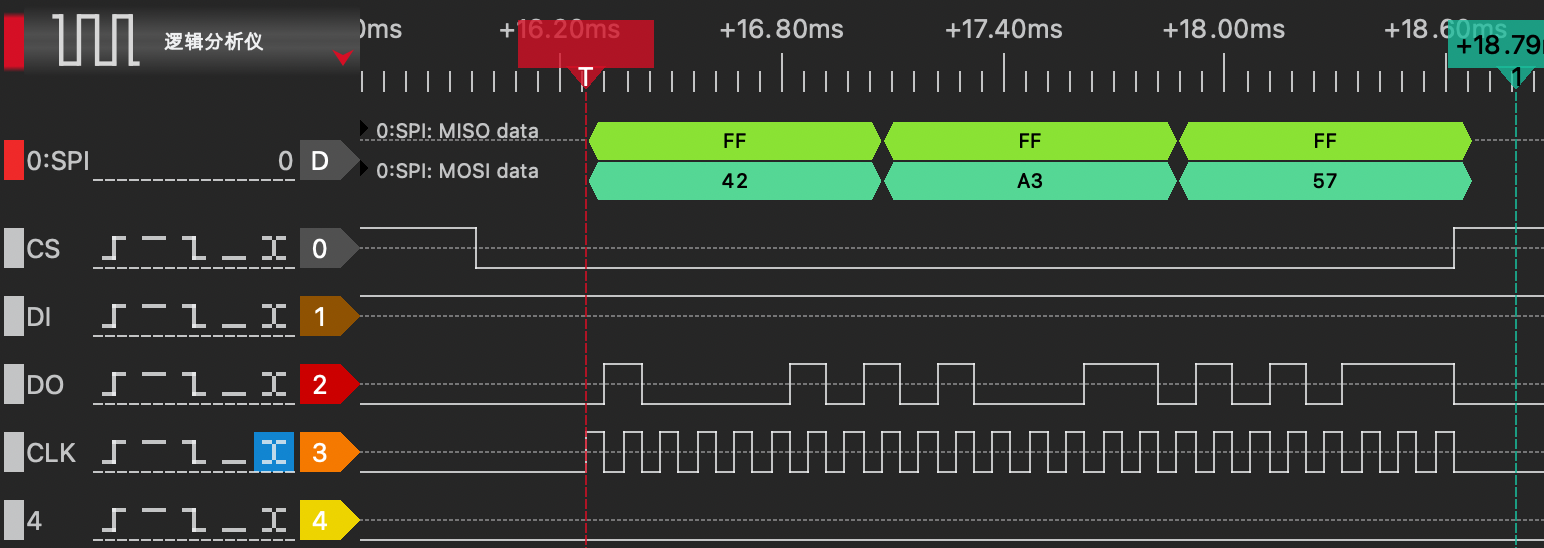 逻辑分析仪
0ms
+16.20ms
+16.80ms
+17.40ms
+18.00ms
+18.60ms
+18.79
T
1
0:SPI
0
D
0:SPI: MISO data
FF
FF
FF
0:SPI: MOSI data
42
A3
57
CS
0
DI
1
DO
2
CLK
3
4
4